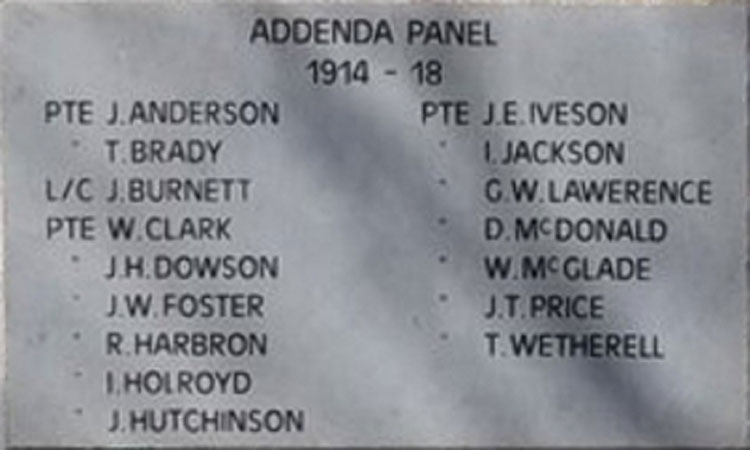 ADDENDA PANEL
1914 - 18
PTE J. ANDERSON
" T. BRADY
L/C J. BURNETT
PTE W. CLARK
" J. H. DOWSON
" J. W. FOSTER
" R. HARBRON
" I. HOLROYD
" J. HUTCHINSON
PTE J. E. IVESON
" I. JACKSON
" G. W. LAWERENCE
" D. McDONALD
" W. McGLADE
" J. T. PRICE
" T. WETHERELL